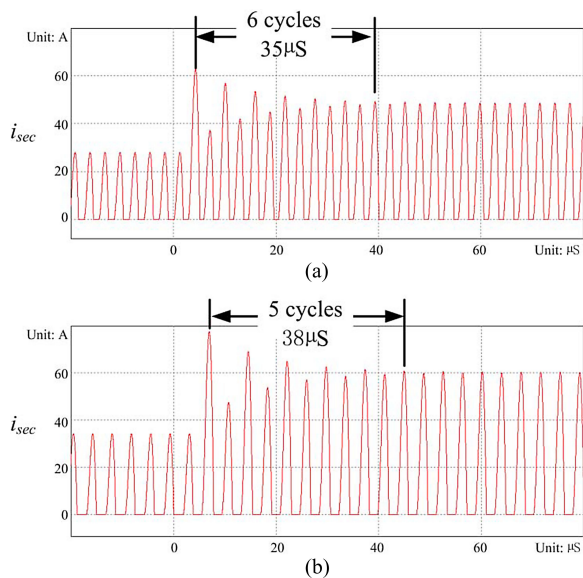 6 cycles
35μS
Unit: A
60
40
20
0
i_sec
0 20 40 60 Unit: μS
(a)
5 cycles
38μS
Unit: A
60
40
20
0
i_sec
0 20 40 60 Unit: μS
(b)